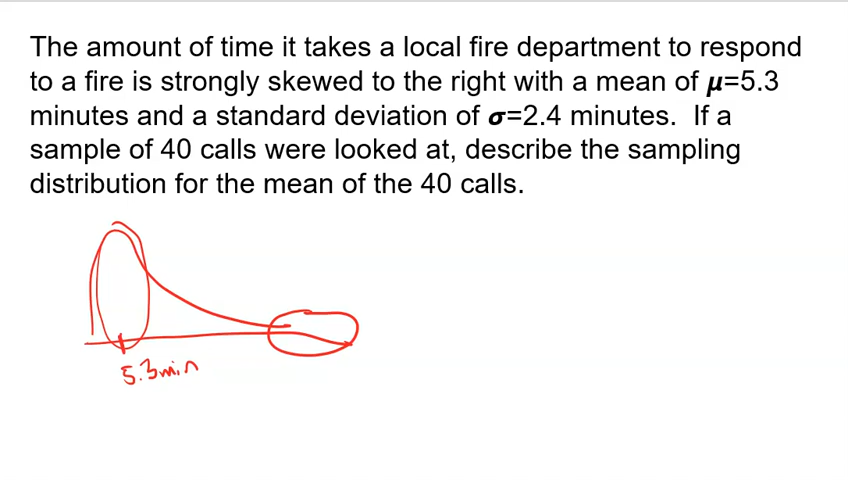 The amount of time it takes a local fire department to respond
to a fire is strongly skewed to the right with a mean of μ=5.3
minutes and a standard deviation of σ=2.4 minutes.  If a
sample of 40 calls were looked at, describe the sampling
distribution for the mean of the 40 calls.
5.3min